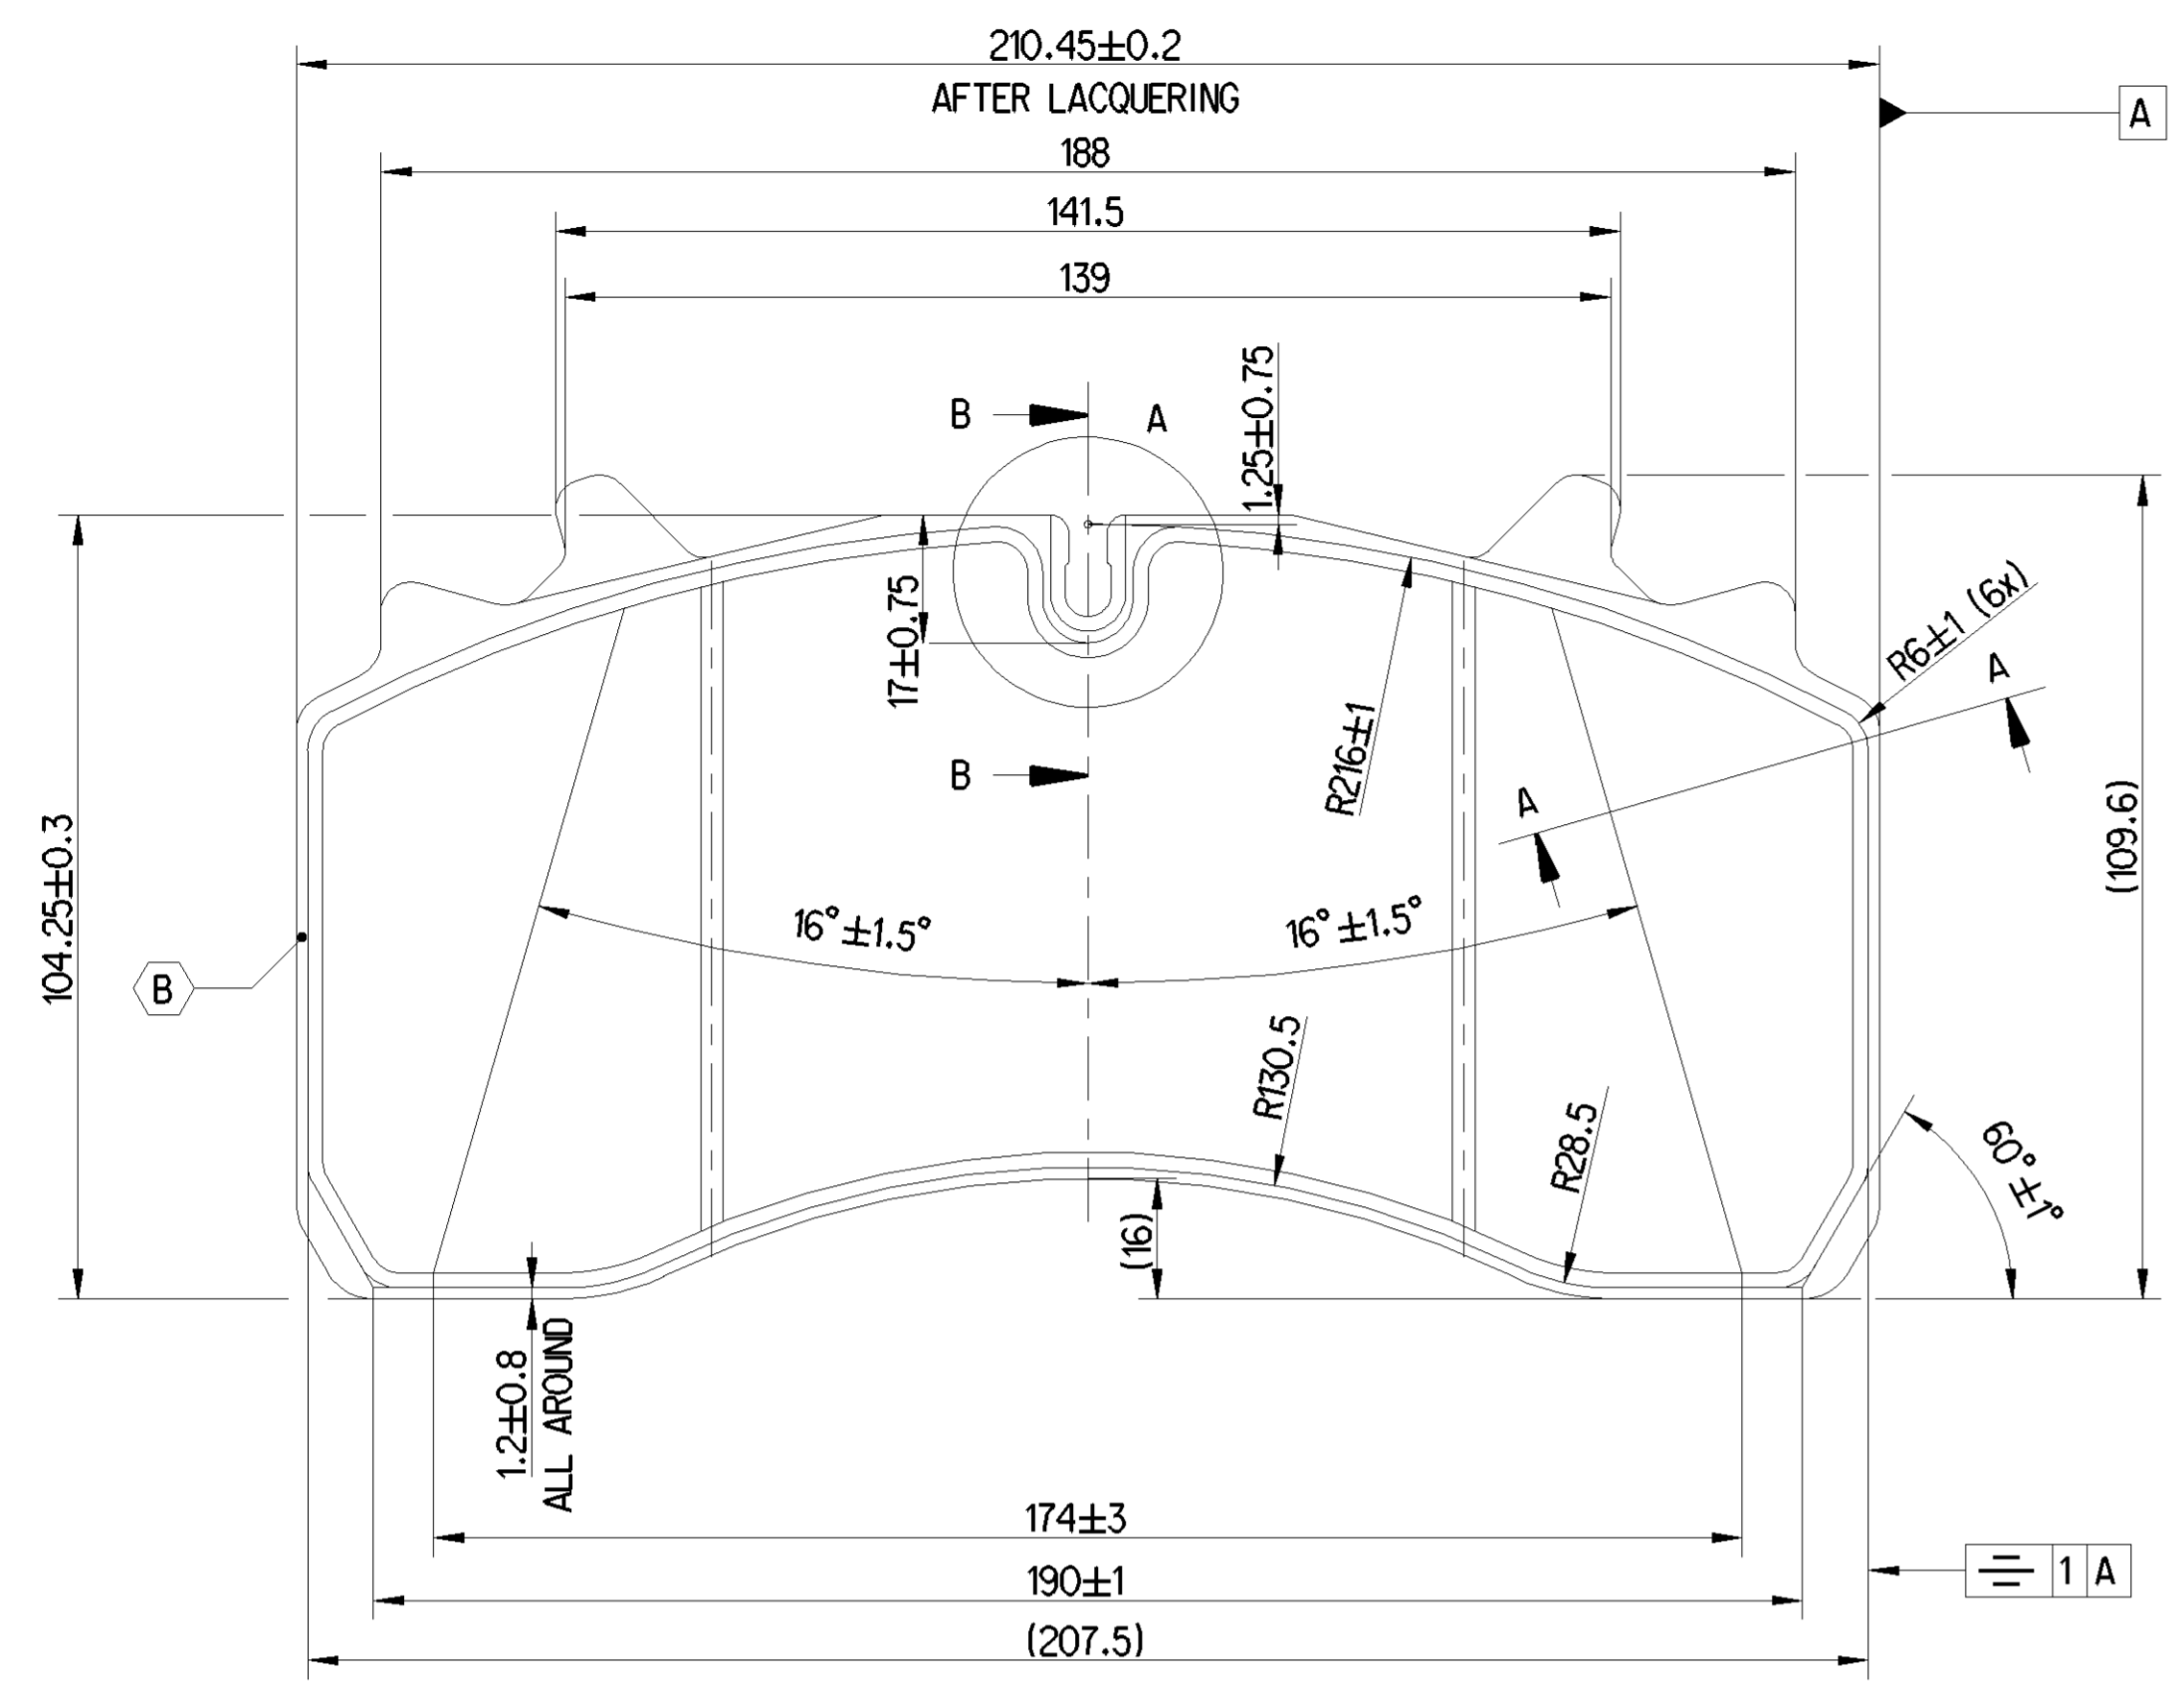 210.45±0.2
AFTER LACQUERING
A
188
141.5
139
1.25±0.75
B
A
17±0.75
R6±1 (6x)
A
R216±1
B
A
104.25±0.3
(109.6)
16°±1.5°
16°±1.5°
B
R130.5
R28.5
60°±1°
(16)
1.2±0.8
ALL AROUND
174±3
190±1
1 A
(207.5)